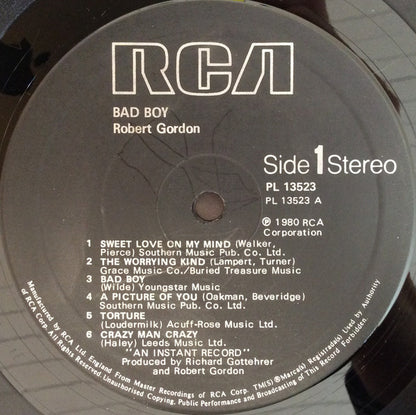 RCA
BAD BOY
Robert Gordon
Side 1 Stereo
PL 13523
PL 13523 A
℗ 1980 RCA
Corporation
1 SWEET LOVE ON MY MIND (Walker,
Pierce) Southern Music Pub. Co. Ltd.
2 THE WORRYING KIND (Lampert, Turner)
Grace Music Co./Buried Treasure Music
3 BAD BOY
(Wilde) Youngstar Music
4 A PICTURE OF YOU (Oakman, Beveridge)
Southern Music Pub. Co. Ltd.
5 TORTURE
(Loudermilk) Acuff-Rose Music Ltd.
6 CRAZY MAN CRAZY
(Haley) Leeds Music Ltd.
"AN INSTANT RECORD"
Produced by Richard Gottehrer
and Robert Gordon
Manufactured by RCA Ltd. England From Master Recordings of RCA Corp. TM(S)®Marca(s) Registrada(s) Used by Authority
of RCA Corp. All Rights Reserved Unauthorised Copying, Public Performance and Broadcasting of This Record Forbidden.